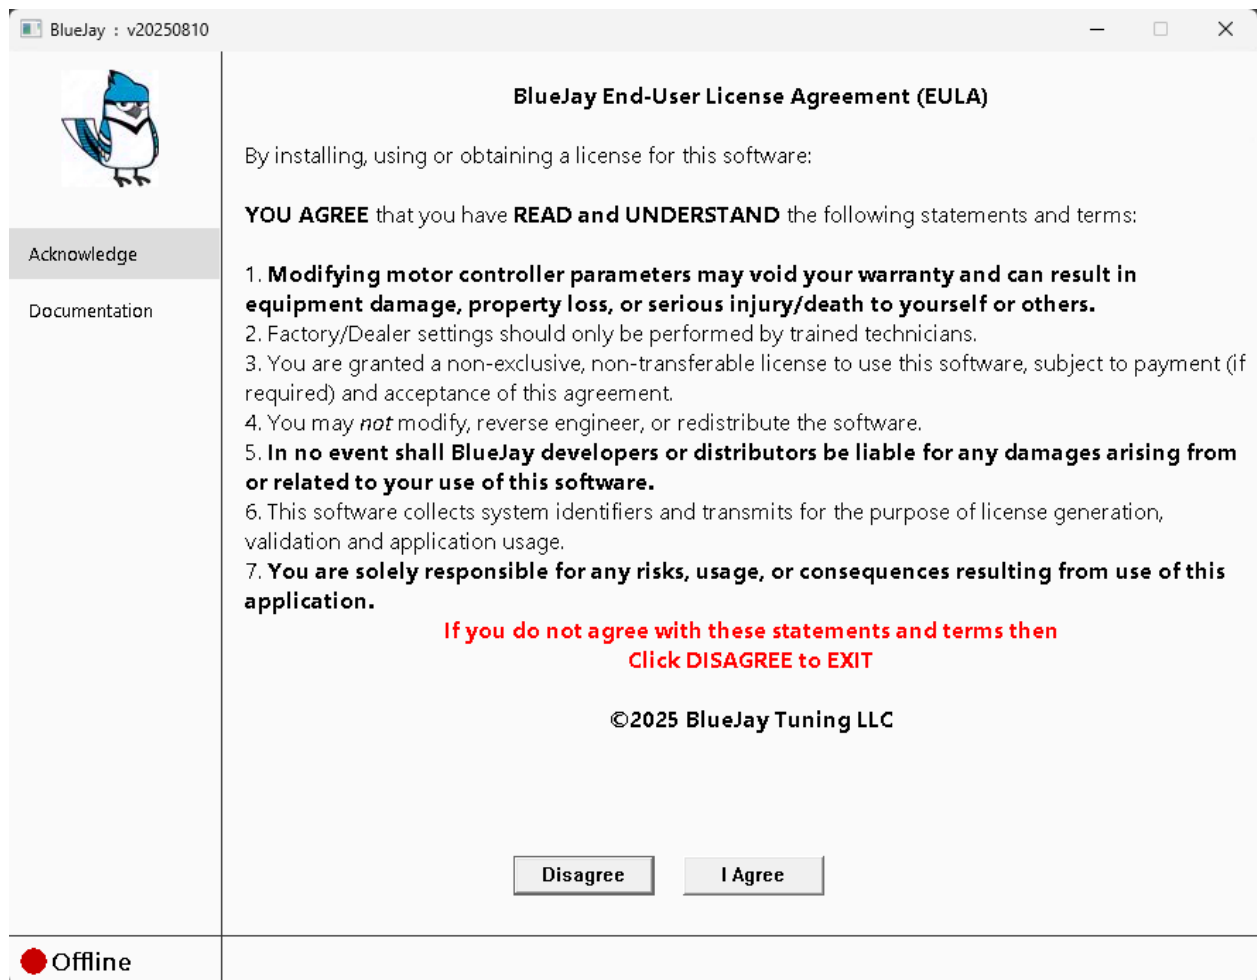 BlueJay : v20250810
BlueJay End-User License Agreement (EULA)
By installing, using or obtaining a license for this software:
YOU AGREE that you have READ and UNDERSTAND the following statements and terms:
Acknowledge
Documentation
1. Modifying motor controller parameters may void your warranty and can result in
equipment damage, property loss, or serious injury/death to yourself or others.
2. Factory/Dealer settings should only be performed by trained technicians.
3. You are granted a non-exclusive, non-transferable license to use this software, subject to payment (if
required) and acceptance of this agreement.
4. You may not modify, reverse engineer, or redistribute the software.
5. In no event shall BlueJay developers or distributors be liable for any damages arising from
or related to your use of this software.
6. This software collects system identifiers and transmits for the purpose of license generation,
validation and application usage.
7. You are solely responsible for any risks, usage, or consequences resulting from use of this
application.
If you do not agree with these statements and terms then
Click DISAGREE to EXIT
©2025 BlueJay Tuning LLC
Disagree
I Agree
Offline